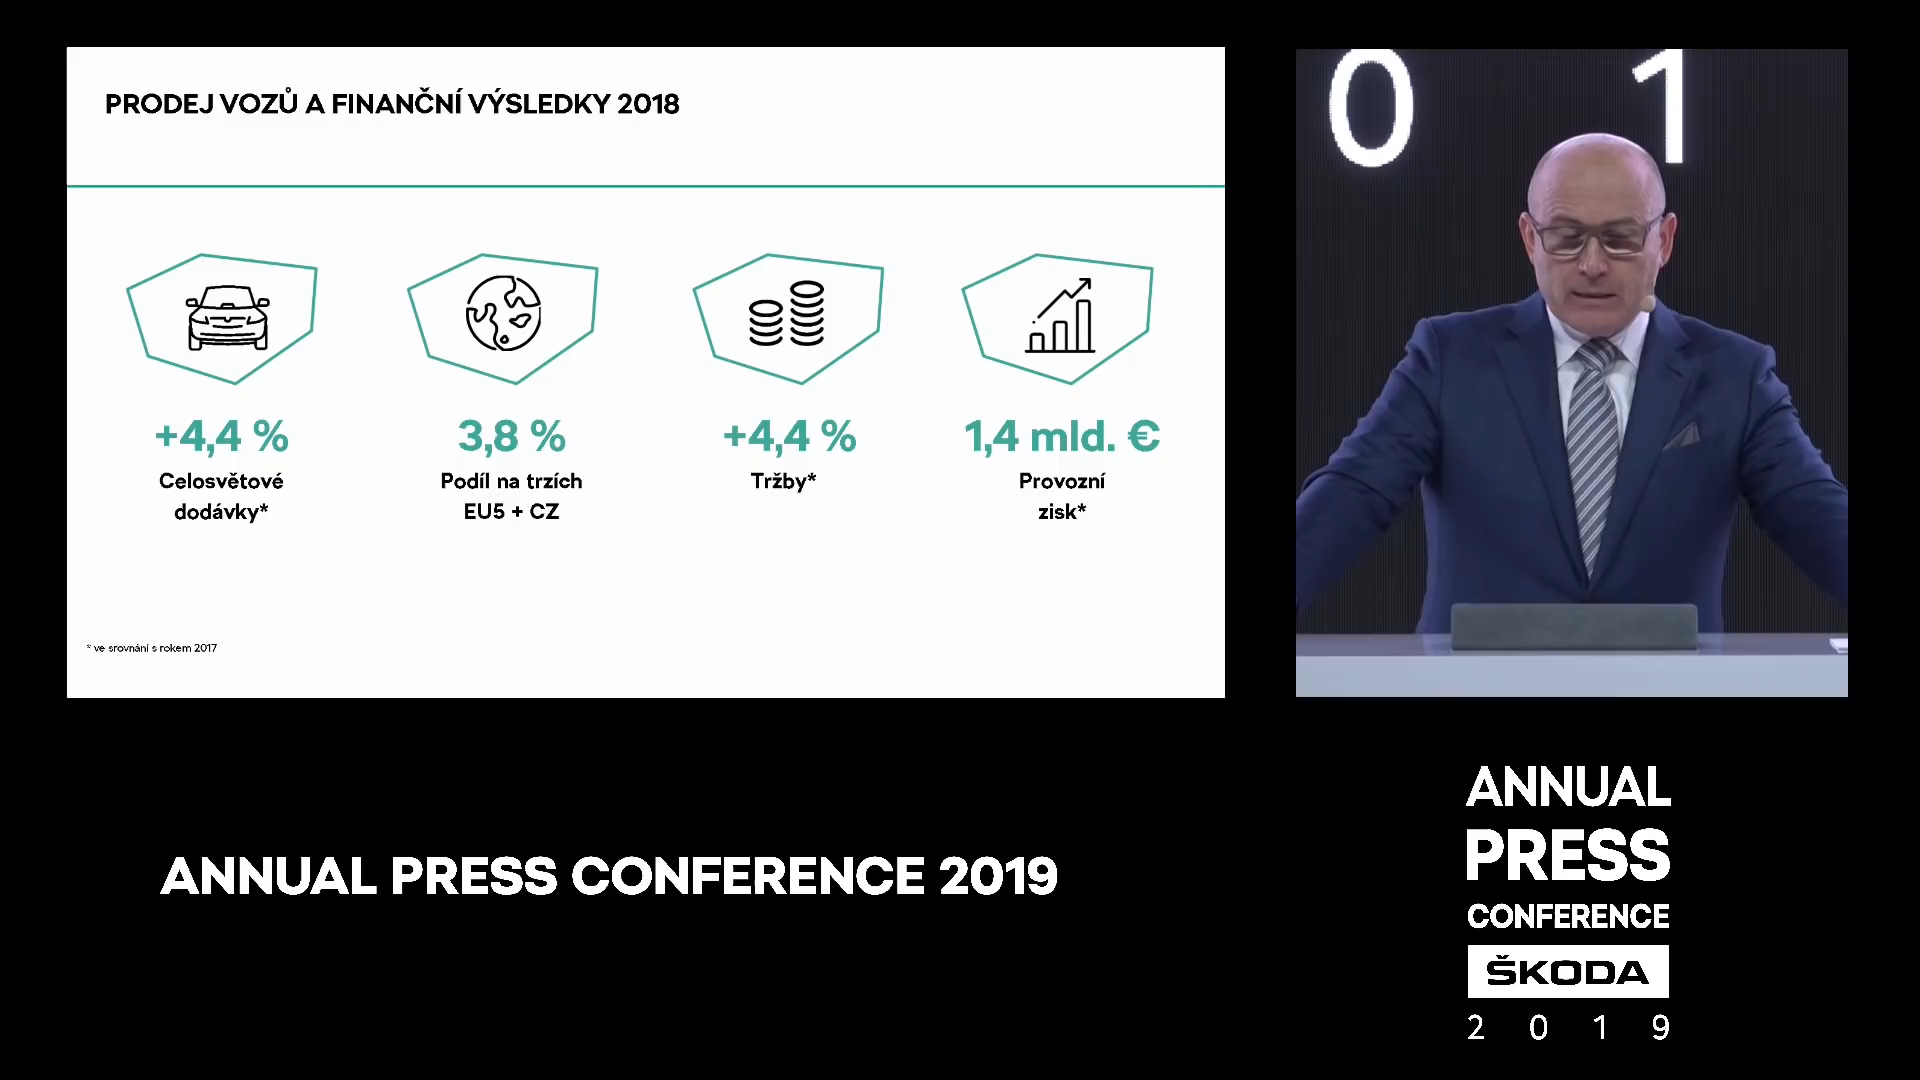 PRODEJ VOZŮ A FINANČNÍ VÝSLEDKY 2018
+4,4 %
Celosvětové
dodávky*
3,8 %
Podíl na trzích
EU5 + CZ
+4,4 %
Tržby*
1,4 mld. €
Provozní
zisk*
* ve srovnání s rokem 2017
0 1
ANNUAL PRESS CONFERENCE 2019
ANNUAL
PRESS
CONFERENCE
ŠKODA
2 0 1 9